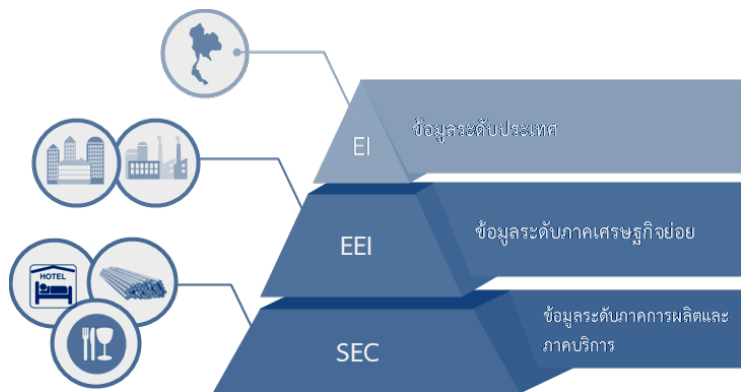 EI
ข้อมูลระดับประเทศ
EEI
ข้อมูลระดับภาคเศรษฐกิจย่อย
HOTEL
SEC
ข้อมูลระดับภาคการผลิตและ
ภาคบริการ